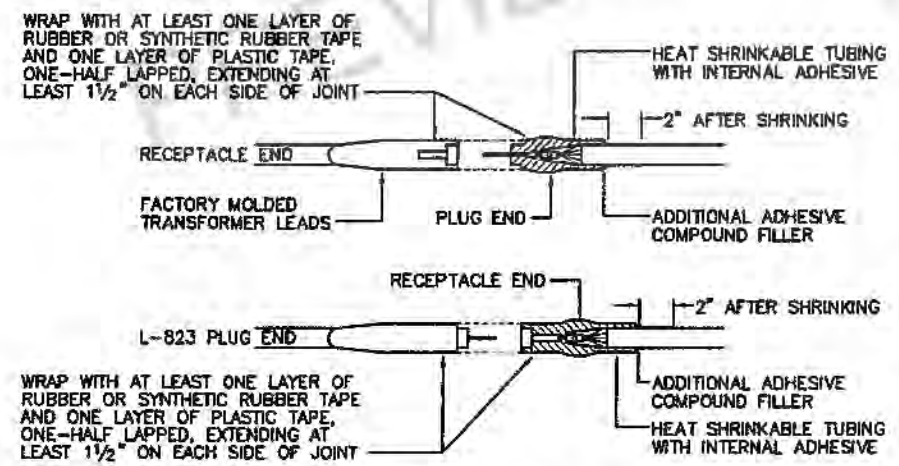 WRAP WITH AT LEAST ONE LAYER OF
RUBBER OR SYNTHETIC RUBBER TAPE
AND ONE LAYER OF PLASTIC TAPE,
ONE-HALF LAPPED, EXTENDING AT
LEAST 1½" ON EACH SIDE OF JOINT
HEAT SHRINKABLE TUBING
WITH INTERNAL ADHESIVE
2" AFTER SHRINKING
RECEPTACLE END
FACTORY MOLDED
TRANSFORMER LEADS
PLUG END
ADDITIONAL ADHESIVE
COMPOUND FILLER
RECEPTACLE END
2" AFTER SHRINKING
L-823 PLUG END
WRAP WITH AT LEAST ONE LAYER OF
RUBBER OR SYNTHETIC RUBBER TAPE
AND ONE LAYER OF PLASTIC TAPE,
ONE-HALF LAPPED, EXTENDING AT
LEAST 1½" ON EACH SIDE OF JOINT
ADDITIONAL ADHESIVE
COMPOUND FILLER
HEAT SHRINKABLE TUBING
WITH INTERNAL ADHESIVE